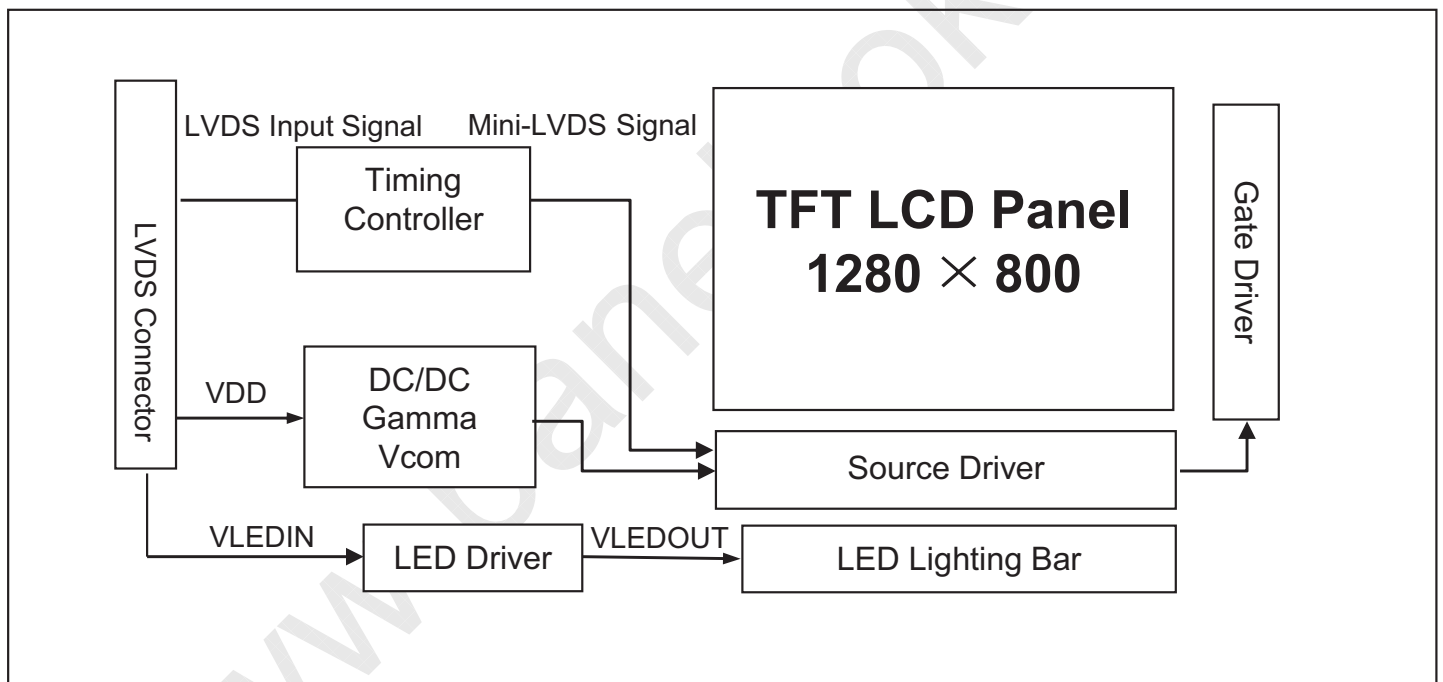 LVDS Connector
LVDS Input Signal
Mini-LVDS Signal
Timing
Controller
TFT LCD Panel
1280 × 800
Gate Driver
VDD
DC/DC
Gamma
Vcom
Source Driver
VLEDIN
LED Driver
VLEDOUT
LED Lighting Bar